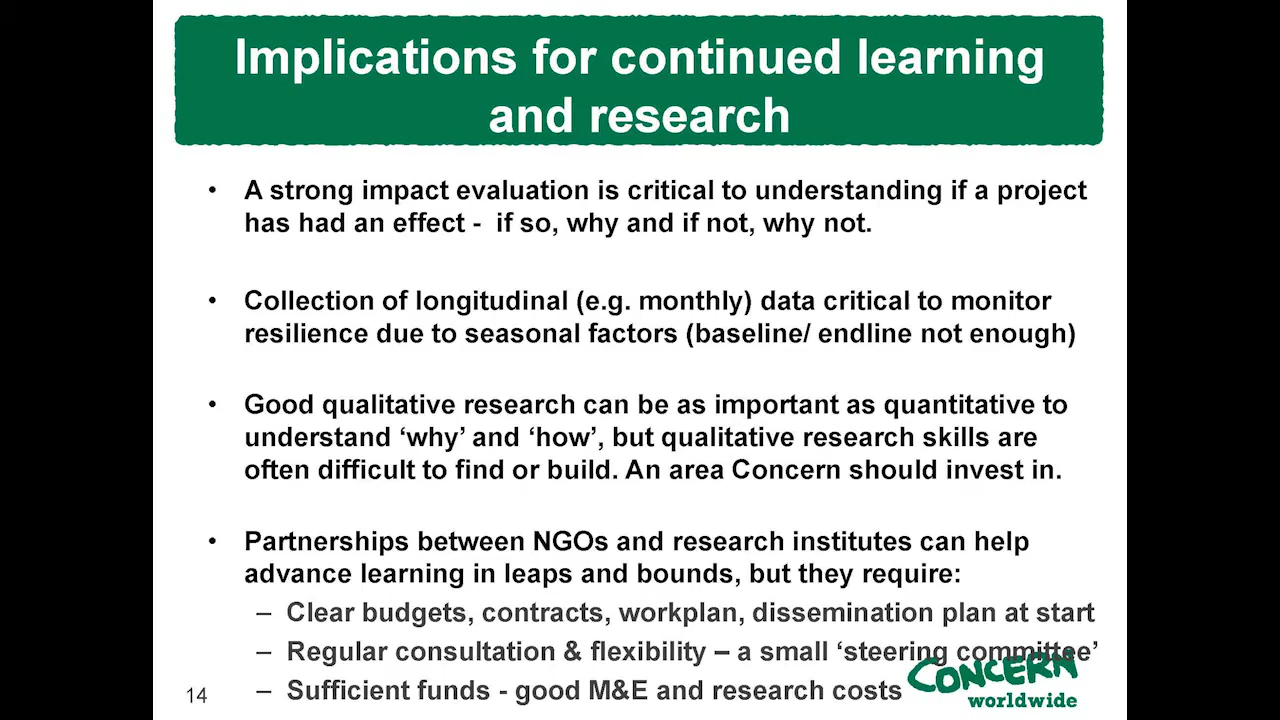 Implications for continued learning
and research
• A strong impact evaluation is critical to understanding if a project
has had an effect - if so, why and if not, why not.
• Collection of longitudinal (e.g. monthly) data critical to monitor
resilience due to seasonal factors (baseline/ endline not enough)
• Good qualitative research can be as important as quantitative to
understand ‘why’ and ‘how’, but qualitative research skills are
often difficult to find or build. An area Concern should invest in.
• Partnerships between NGOs and research institutes can help
advance learning in leaps and bounds, but they require:
– Clear budgets, contracts, workplan, dissemination plan at start
– Regular consultation & flexibility – a small ‘steering committee’
– Sufficient funds - good M&E and research costs
CONCERN
worldwide
14